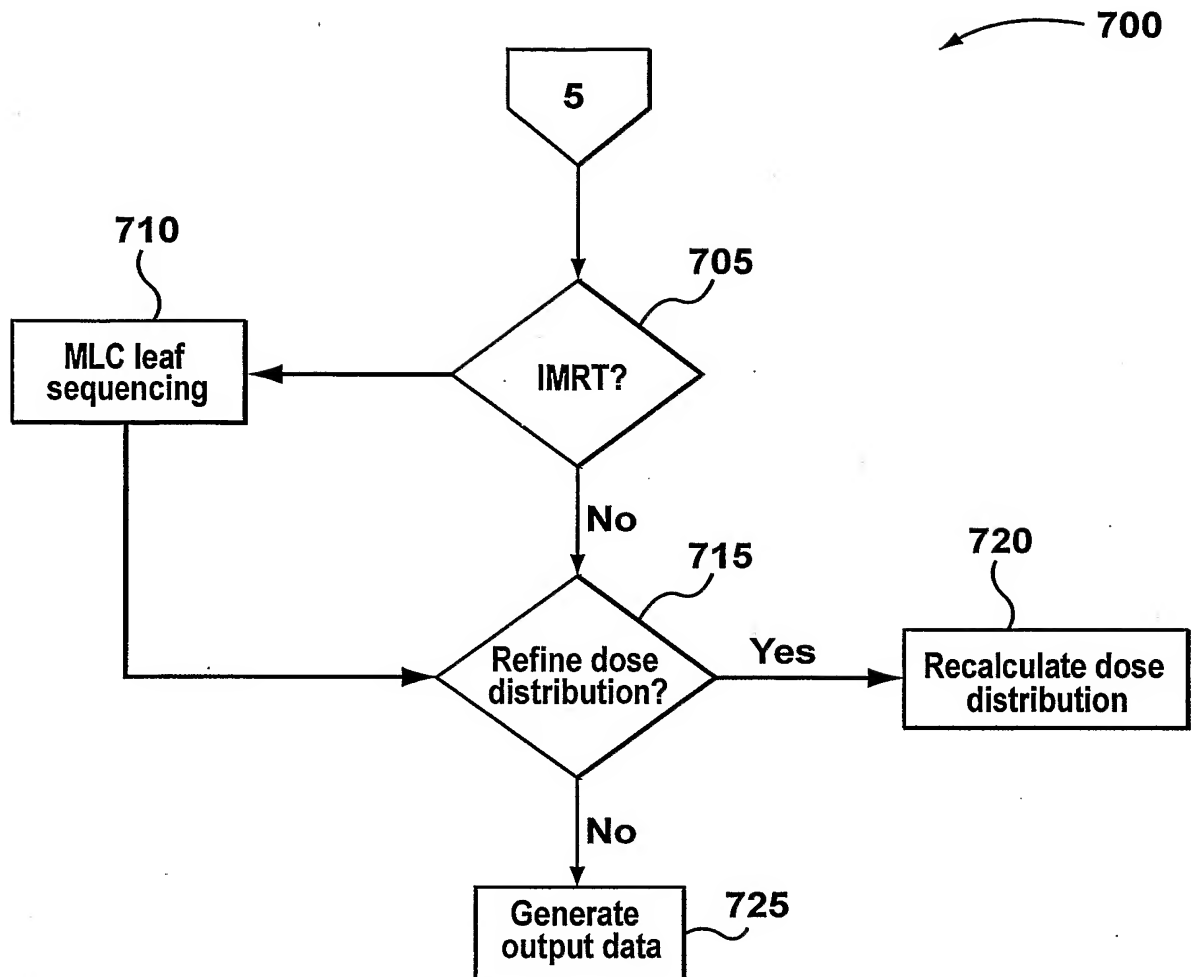 700
5
710
705
MLC leaf
sequencing
IMRT?
No
715
720
Refine dose
distribution?
Yes
Recalculate dose
distribution
No
Generate
output data
725